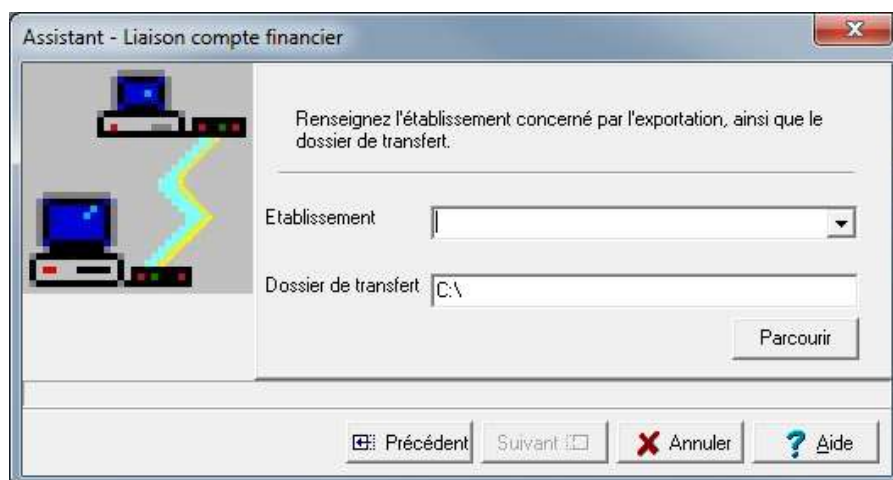 Assistant - Liaison compte financier
Renseignez l'établissement concerné par l'exportation, ainsi que le
dossier de transfert.
Etablissement
Dossier de transfert C:\
Parcourir
Précédent Suivant Annuler Aide